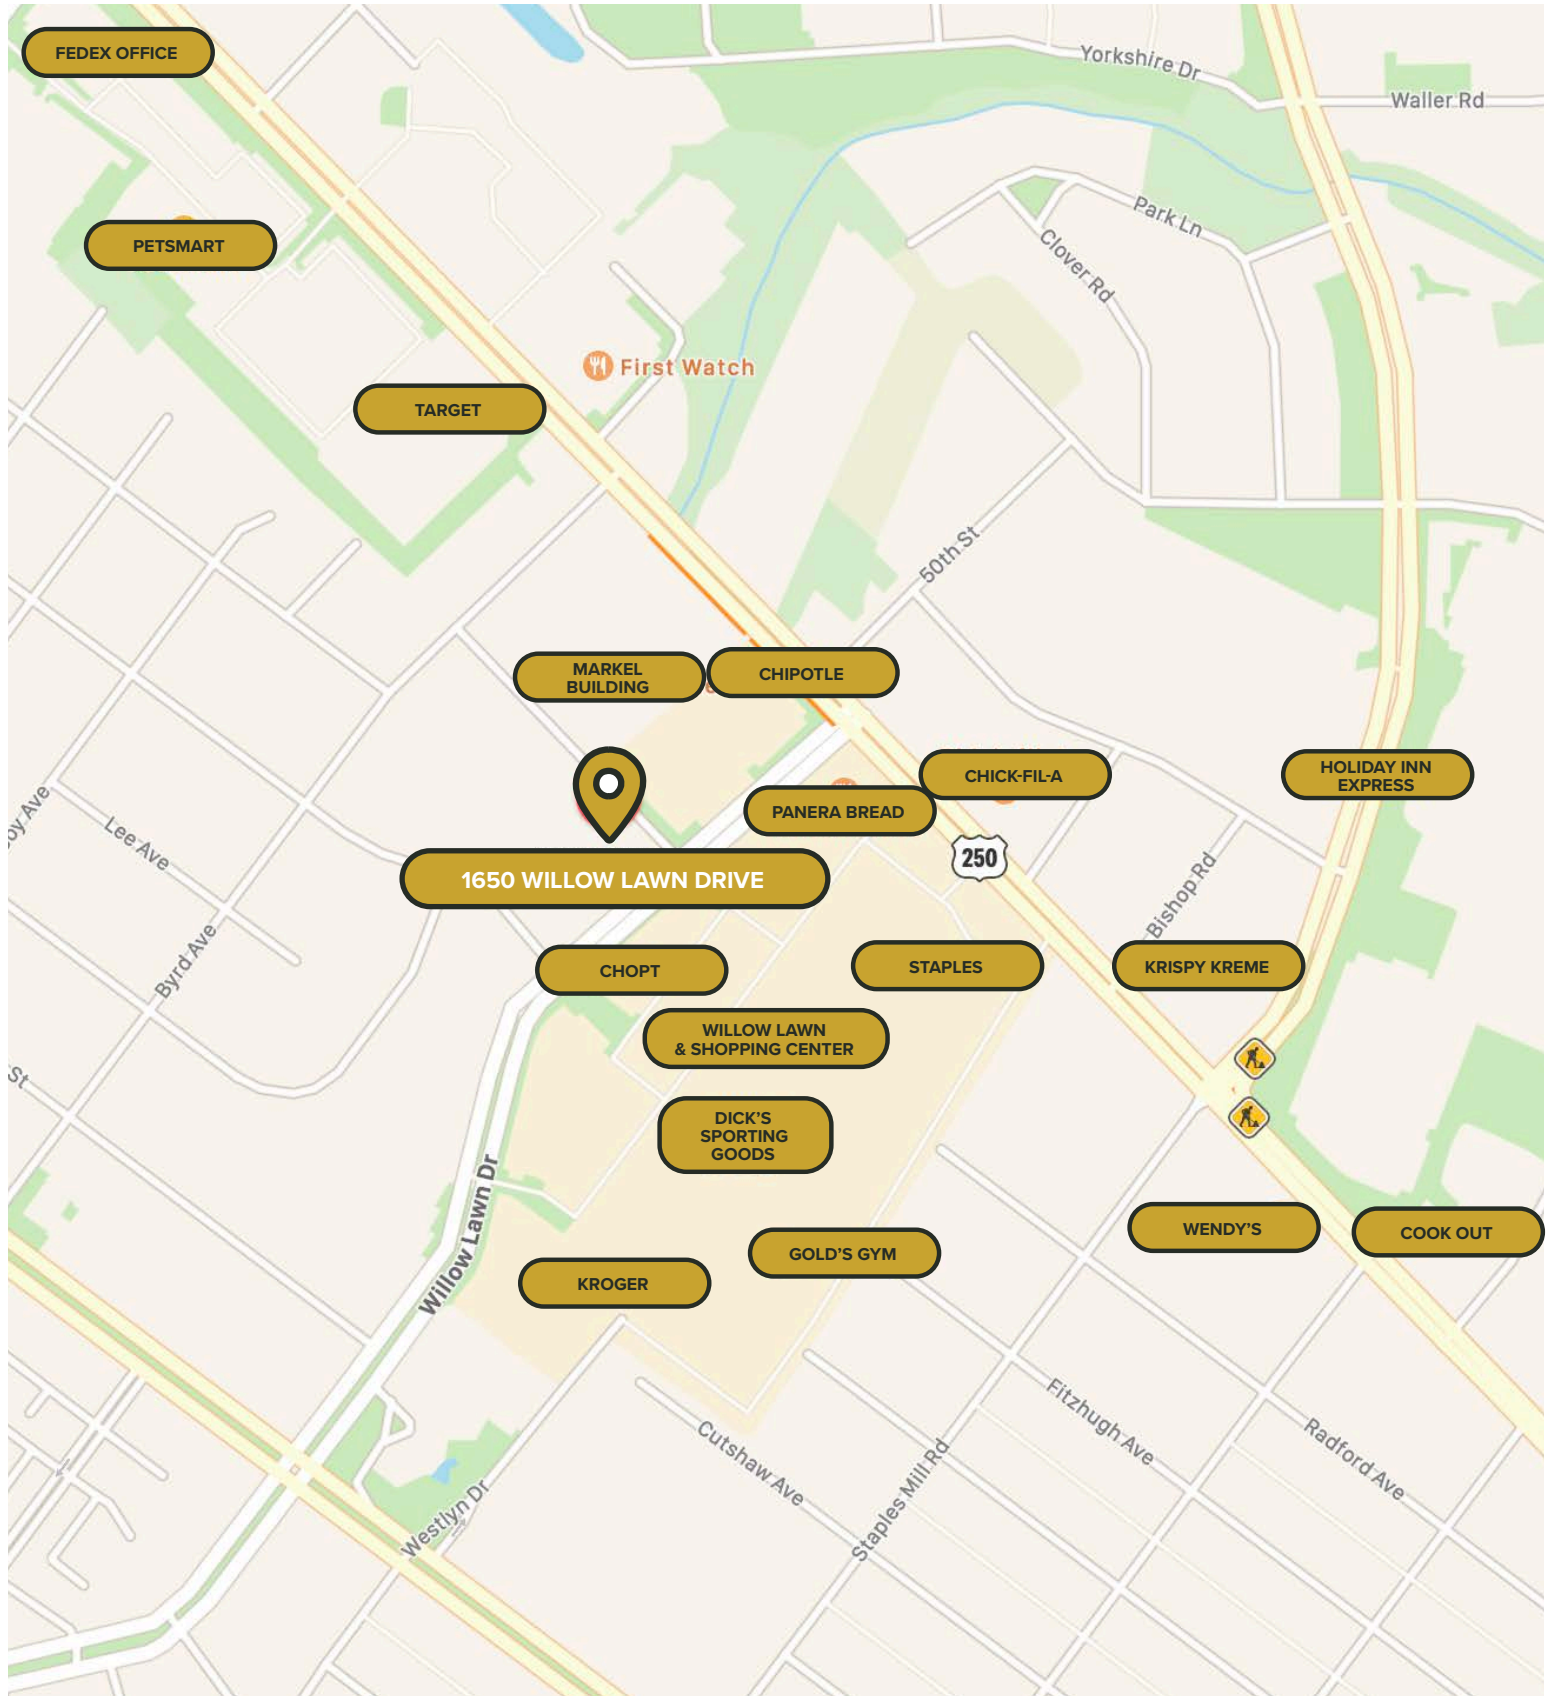 FEDEX OFFICE
Yorkshire Dr
Waller Rd
Park Ln
PETSMART
Clover Rd
First Watch
TARGET
50th St
MARKEL
BUILDING
CHIPOTLE
CHICK-FIL-A
HOLIDAY INN
EXPRESS
PANERA BREAD
Lee Ave
Ave
250
1650 WILLOW LAWN DRIVE
Bishop Rd
Byrd Ave
CHOPT
STAPLES
KRISPY KREME
WILLOW LAWN
& SHOPPING CENTER
St
DICK'S
SPORTING
GOODS
Willow Lawn Dr
WENDY'S
COOK OUT
GOLD'S GYM
KROGER
Fitzhugh Ave
Radford Ave
Cutshaw Ave
Staples Mill Rd
Westlyn Dr